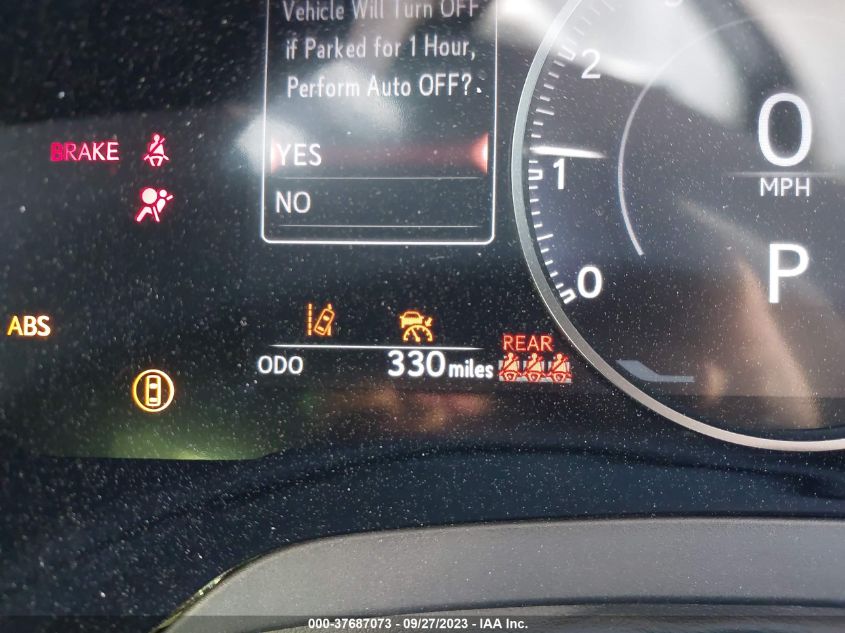 Vehicle Will Turn OFF
if Parked for 1 Hour,
Perform Auto OFF?
YES
NO
BRAKE
ABS
ODO 330 miles
REAR
2
1
0
0
MPH
P
000-37687073 - 09/27/2023 - IAA Inc.